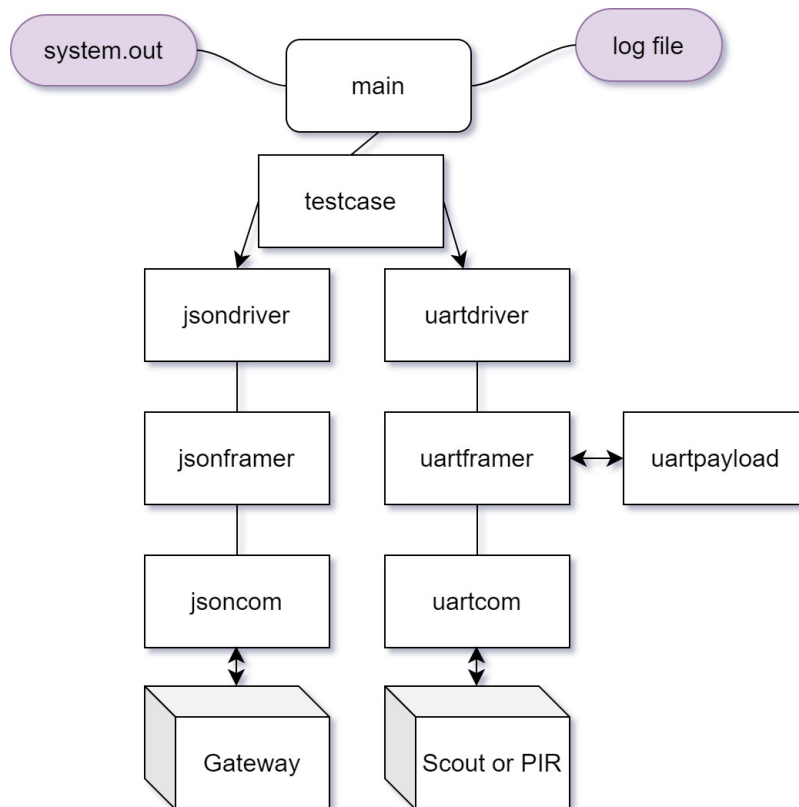 system.out
main
log file
testcase
jsondriver
uartdriver
jsonframer
uartframer
uartpayload
jsoncom
uartcom
Gateway
Scout or PIR